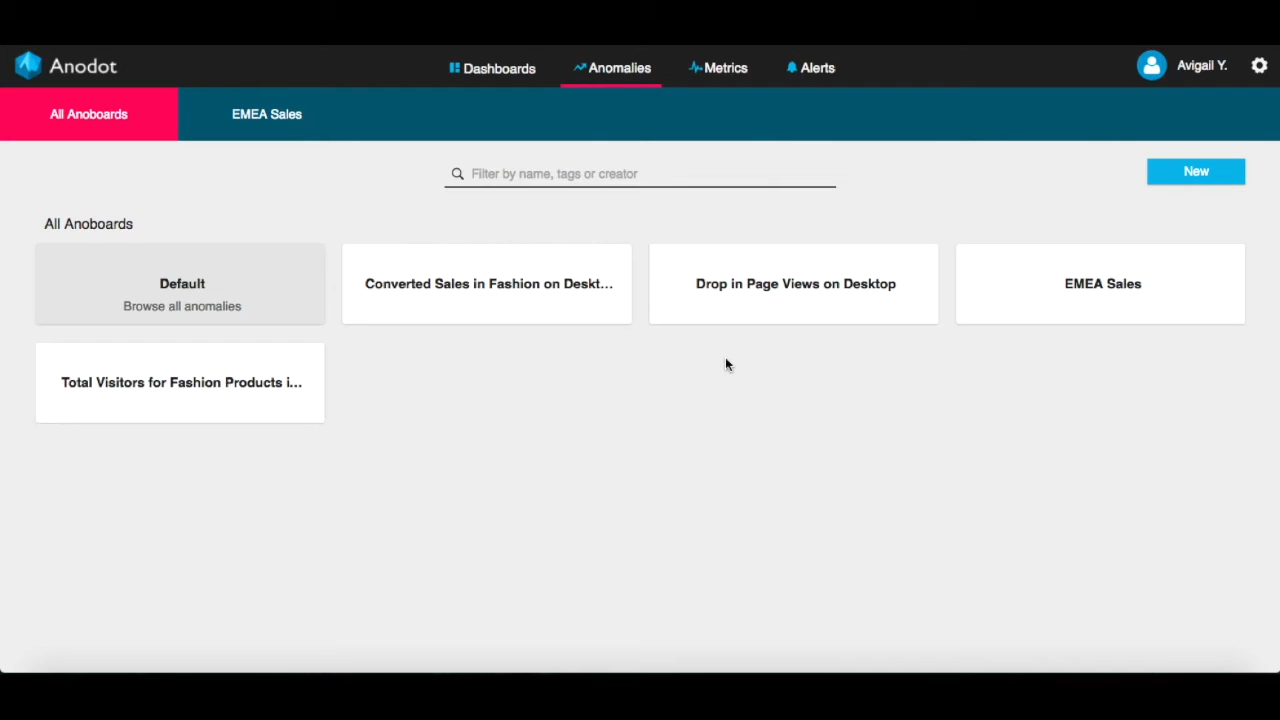 Anodot
Dashboards
Anomalies
Metrics
Alerts
Avigail Y.
All Anoboards
EMEA Sales
Filter by name, tags or creator
New
All Anoboards
Default
Browse all anomalies
Converted Sales in Fashion on Deskt...
Drop in Page Views on Desktop
EMEA Sales
Total Visitors for Fashion Products i...